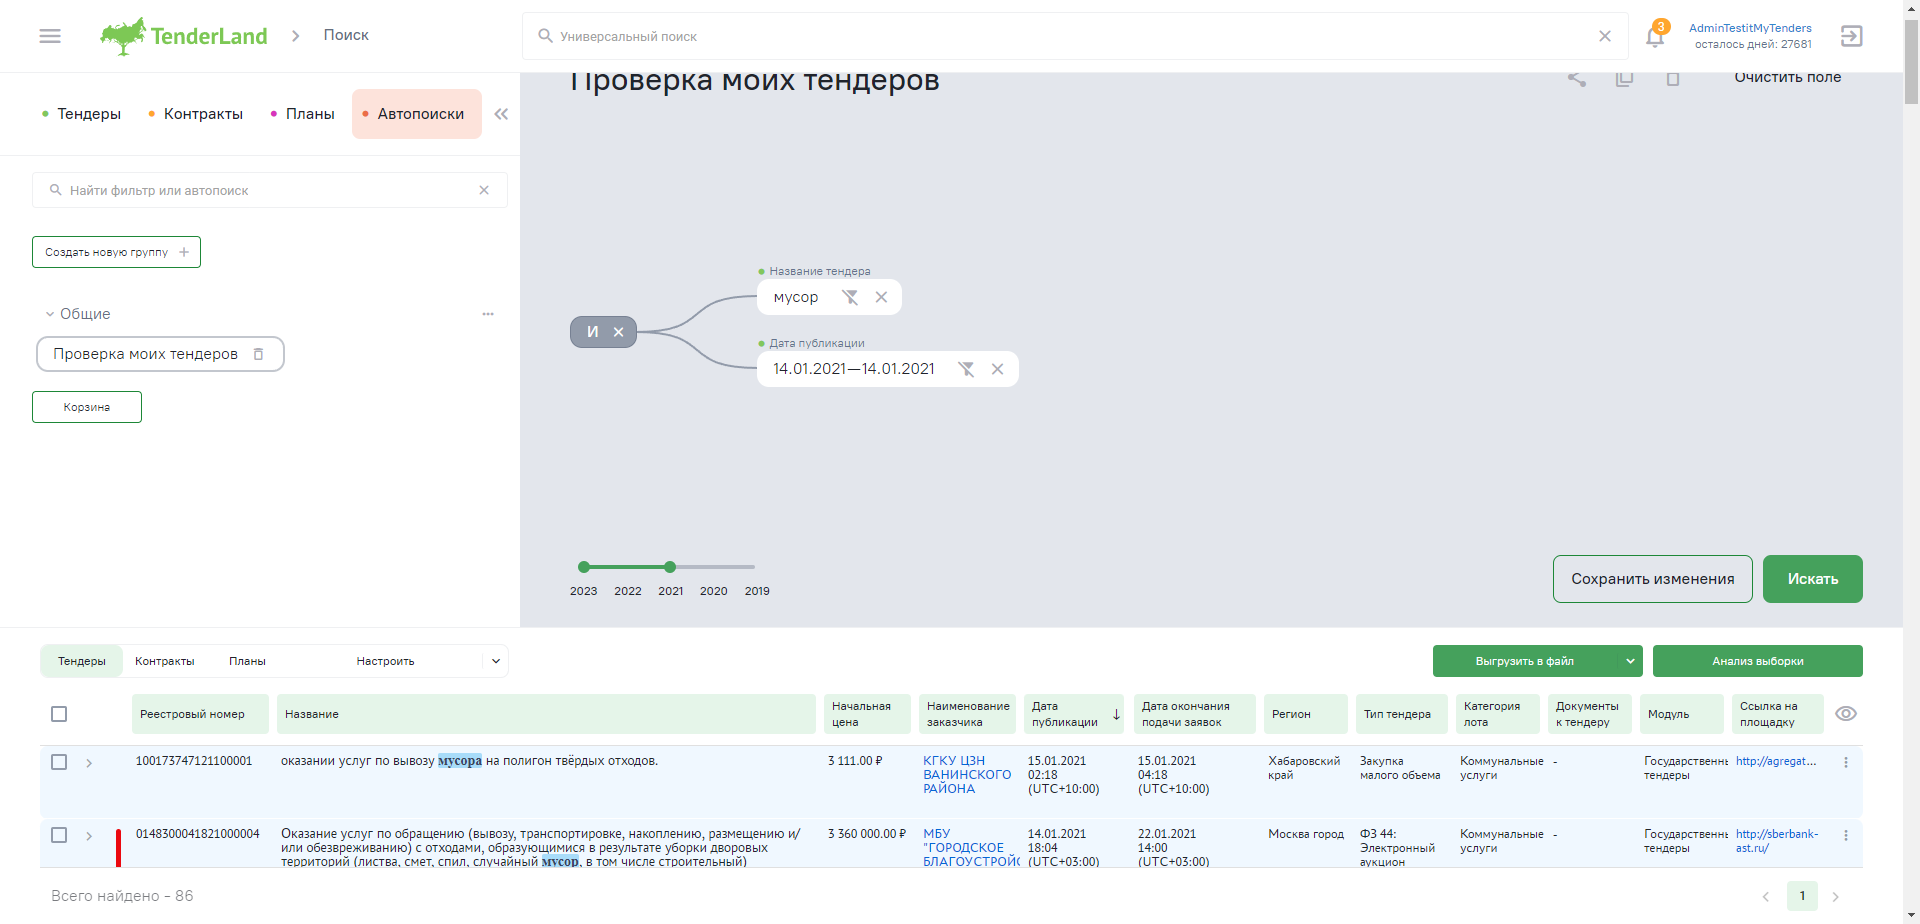 TenderLand
Поиск
Универсальный поиск
3
AdminTestitMyTenders
осталось дней: 27681
Тендеры
Контракты
Планы
Автопоиски
Найти фильтр или автопоиск
Создать новую группу
Общие
Проверка моих тендеров
Корзина
Проверка моих тендеров
Очистить поле
Название тендера
мусор
И
Дата публикации
14.01.2021—14.01.2021
2023 2022 2021 2020 2019
Сохранить изменения
Искать
Тендеры Контракты Планы Настроить
Выгрузить в файл
Анализ выборки
Реестровый номер
Название
Начальная
цена
Наименование
заказчика
Дата
публикации
Дата окончания
подачи заявок
Регион
Тип тендера
Категория
лота
Документы
к тендеру
Модуль
Ссылка на
площадку
100173747121100001
оказании услуг по вывозу мусора на полигон твёрдых отходов.
3 111.00 ₽
КГКУ ЦЗН
ВАНИНСКОГО
РАЙОНА
15.01.2021
02:18
(UTC+10:00)
15.01.2021
04:18
(UTC+10:00)
Хабаровский
край
Закупка
малого объема
Коммунальные
услуги
-
Государственн
тендеры
http://agregat...
0148300041821000004
Оказание услуг по обращению (вывозу, транспортировке, накоплению, размещению и/
или обезвреживанию) с отходами, образующимися в результате уборки дворовых
территорий (листва, смет, спил, случайный мусор, в том числе строительный)
3 360 000.00 ₽
МБУ
"ГОРОДСКОЕ
БЛАГОУСТРОЙС
14.01.2021
18:04
(UTC+03:00)
22.01.2021
14:00
(UTC+03:00)
Москва город
ФЗ 44:
Электронный
аукцион
Коммунальные
услуги
-
Государственн
тендеры
http://sberbank-
ast.ru/
Всего найдено - 86
1